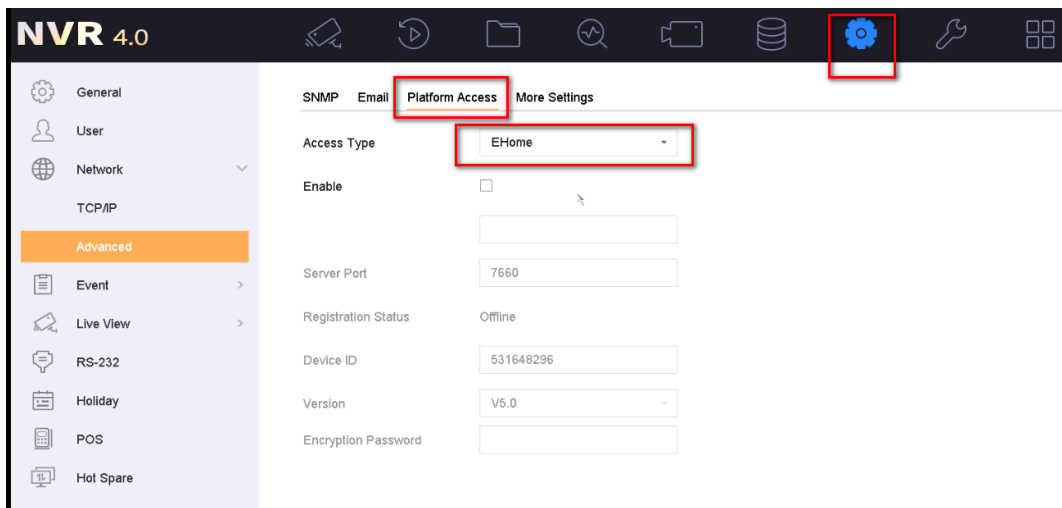 NVR 4.0
General
User
Network
TCP/IP
Advanced
Event
Live View
RS-232
Holiday
POS
Hot Spare
SNMP Email Platform Access More Settings
Access Type EHome
Enable
Server Port 7660
Registration Status Offline
Device ID 531648296
Version V5.0
Encryption Password